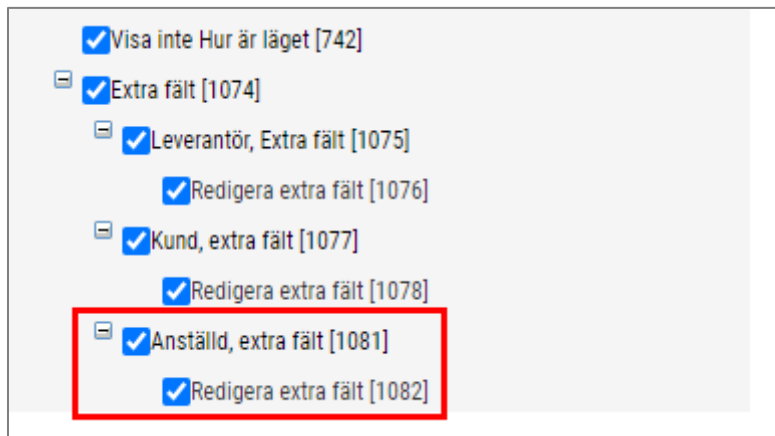 Visa inte Hur är läget [742]
Extra fält [1074]
Leverantör, Extra fält [1075]
Redigera extra fält [1076]
Kund, extra fält [1077]
Redigera extra fält [1078]
Anställd, extra fält [1081]
Redigera extra fält [1082]